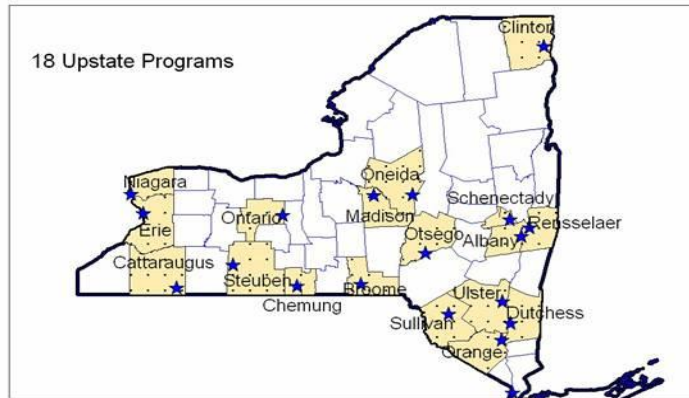 Clinton
18 Upstate Programs
Niagara
Oneida
Schenectady
Ontario
Madison
Rensselaer
Erie
Otsego
Albany
Cattaraugus
Steuben
Broome
Ulster
Chemung
Dutchess
Sullivan
Orange